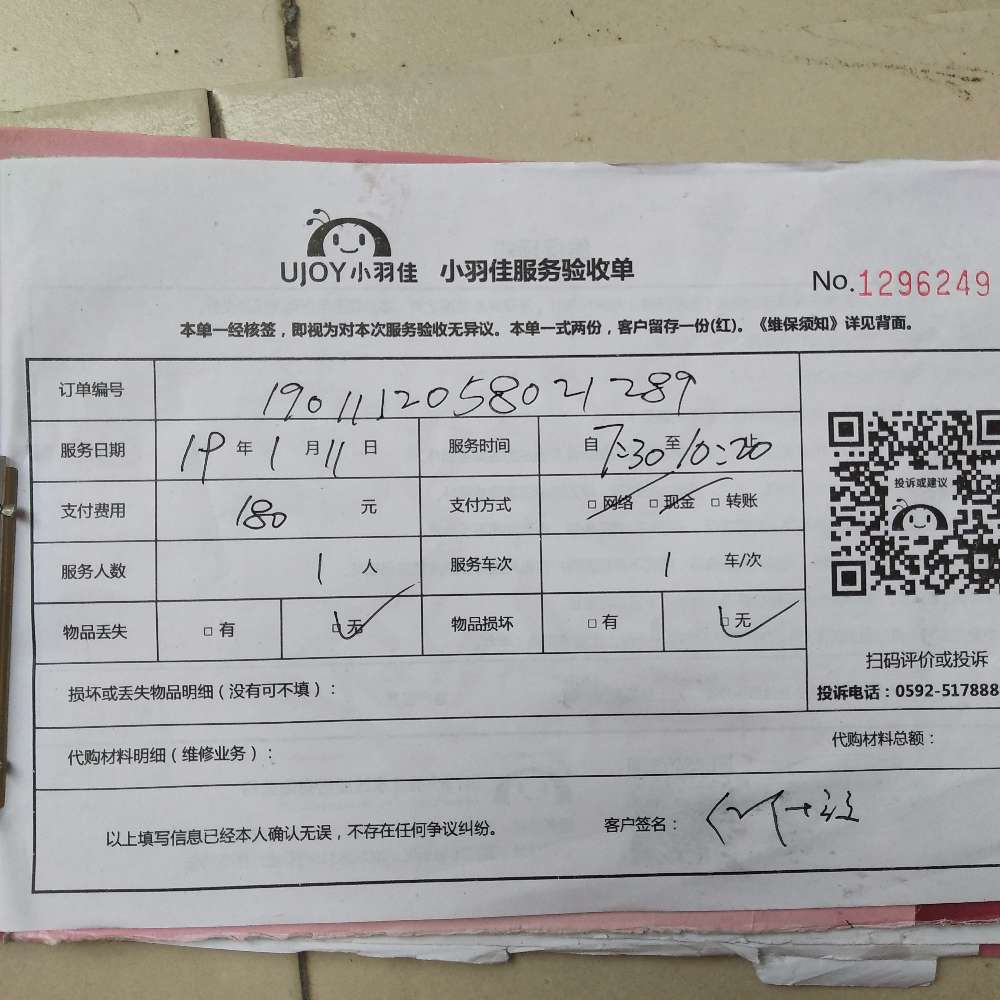 UJOY小羽佳 小羽佳服务验收单
No.1296249
本单一经核签，即视为对本次服务验收无异议。本单一式两份，客户留存一份(红)。《维保须知》详见背面。
订单编号 1901112058021289
服务日期 19年1月11日 服务时间 自7:30至10:20止
支付费用 180 元 支付方式 □网络 □现金 □转账
投诉或建议
服务人数 1 人 服务车次 1 车/次
物品丢失 □有 □无 物品损坏 □有 □无
扫码评价或投诉
投诉电话：0592-517888
损坏或丢失物品明细（没有可不填）：
代购材料明细（维修业务）： 代购材料总额：
以上填写信息已经本人确认无误，不存在任何争议纠纷。 客户签名：